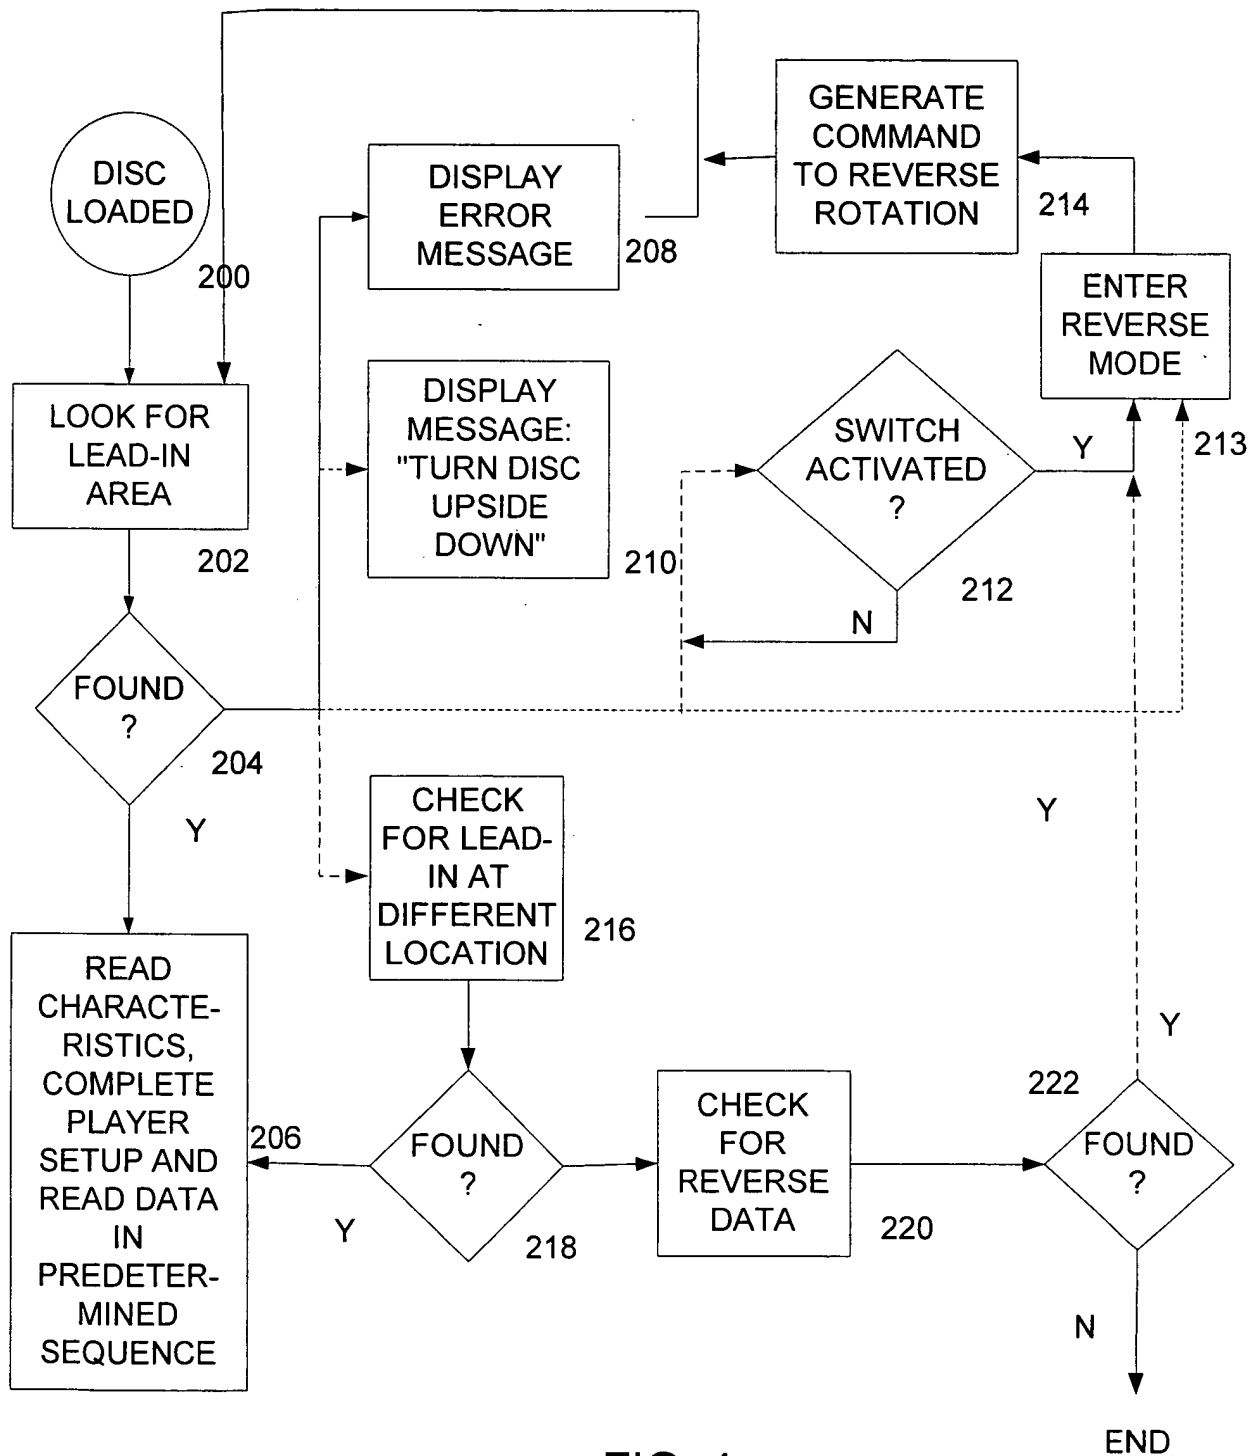 DISC
LOADED
200
LOOK FOR
LEAD-IN
AREA
202
FOUND
?
204
Y
READ
CHARACTE-
RISTICS,
COMPLETE
PLAYER
SETUP AND
READ DATA
IN
PREDETER-
MINED
SEQUENCE
206
DISPLAY
ERROR
MESSAGE
208
DISPLAY
MESSAGE:
"TURN DISC
UPSIDE
DOWN"
210
SWITCH
ACTIVATED
?
212
Y
N
ENTER
REVERSE
MODE
213
GENERATE
COMMAND
TO REVERSE
ROTATION
214
CHECK
FOR LEAD-
IN AT
DIFFERENT
LOCATION
216
FOUND
?
218
Y
CHECK
FOR
REVERSE
DATA
220
FOUND
?
222
Y
Y
N
END